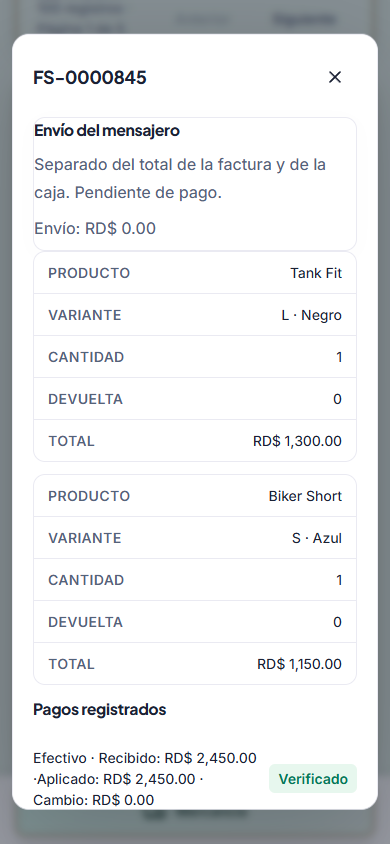 Siguiente
FS-0000845
Envío del mensajero
Separado del total de la factura y de la
caja. Pendiente de pago.
Envío: RD$ 0.00
PRODUCTO Tank Fit
VARIANTE L · Negro
CANTIDAD 1
DEVUELTA 0
TOTAL RD$ 1,300.00
PRODUCTO Biker Short
VARIANTE S · Azul
CANTIDAD 1
DEVUELTA 0
TOTAL RD$ 1,150.00
Pagos registrados
Efectivo · Recibido: RD$ 2,450.00
·Aplicado: RD$ 2,450.00 ·
Cambio: RD$ 0.00
Verificado